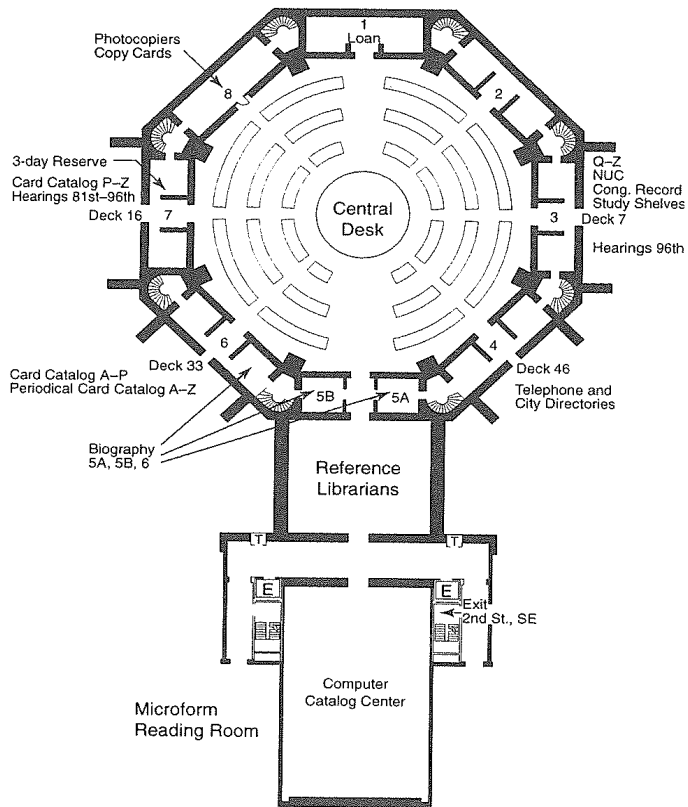 1
Loan
Photocopiers
Copy Cards
8
2
3-day Reserve
Card Catalog P–Z
Hearings 81st–96th
Deck 16
7
Central
Desk
Q–Z
NUC
Cong. Record
Study Shelves
3
Deck 7
Hearings 96th
6
4
Deck 33
Deck 46
Card Catalog A–P
Periodical Card Catalog A–Z
Telephone and
City Directories
5B
5A
Biography
5A, 5B, 6
Reference
Librarians
T
T
E
E
Exit
2nd St., SE
Computer
Catalog Center
Microform
Reading Room